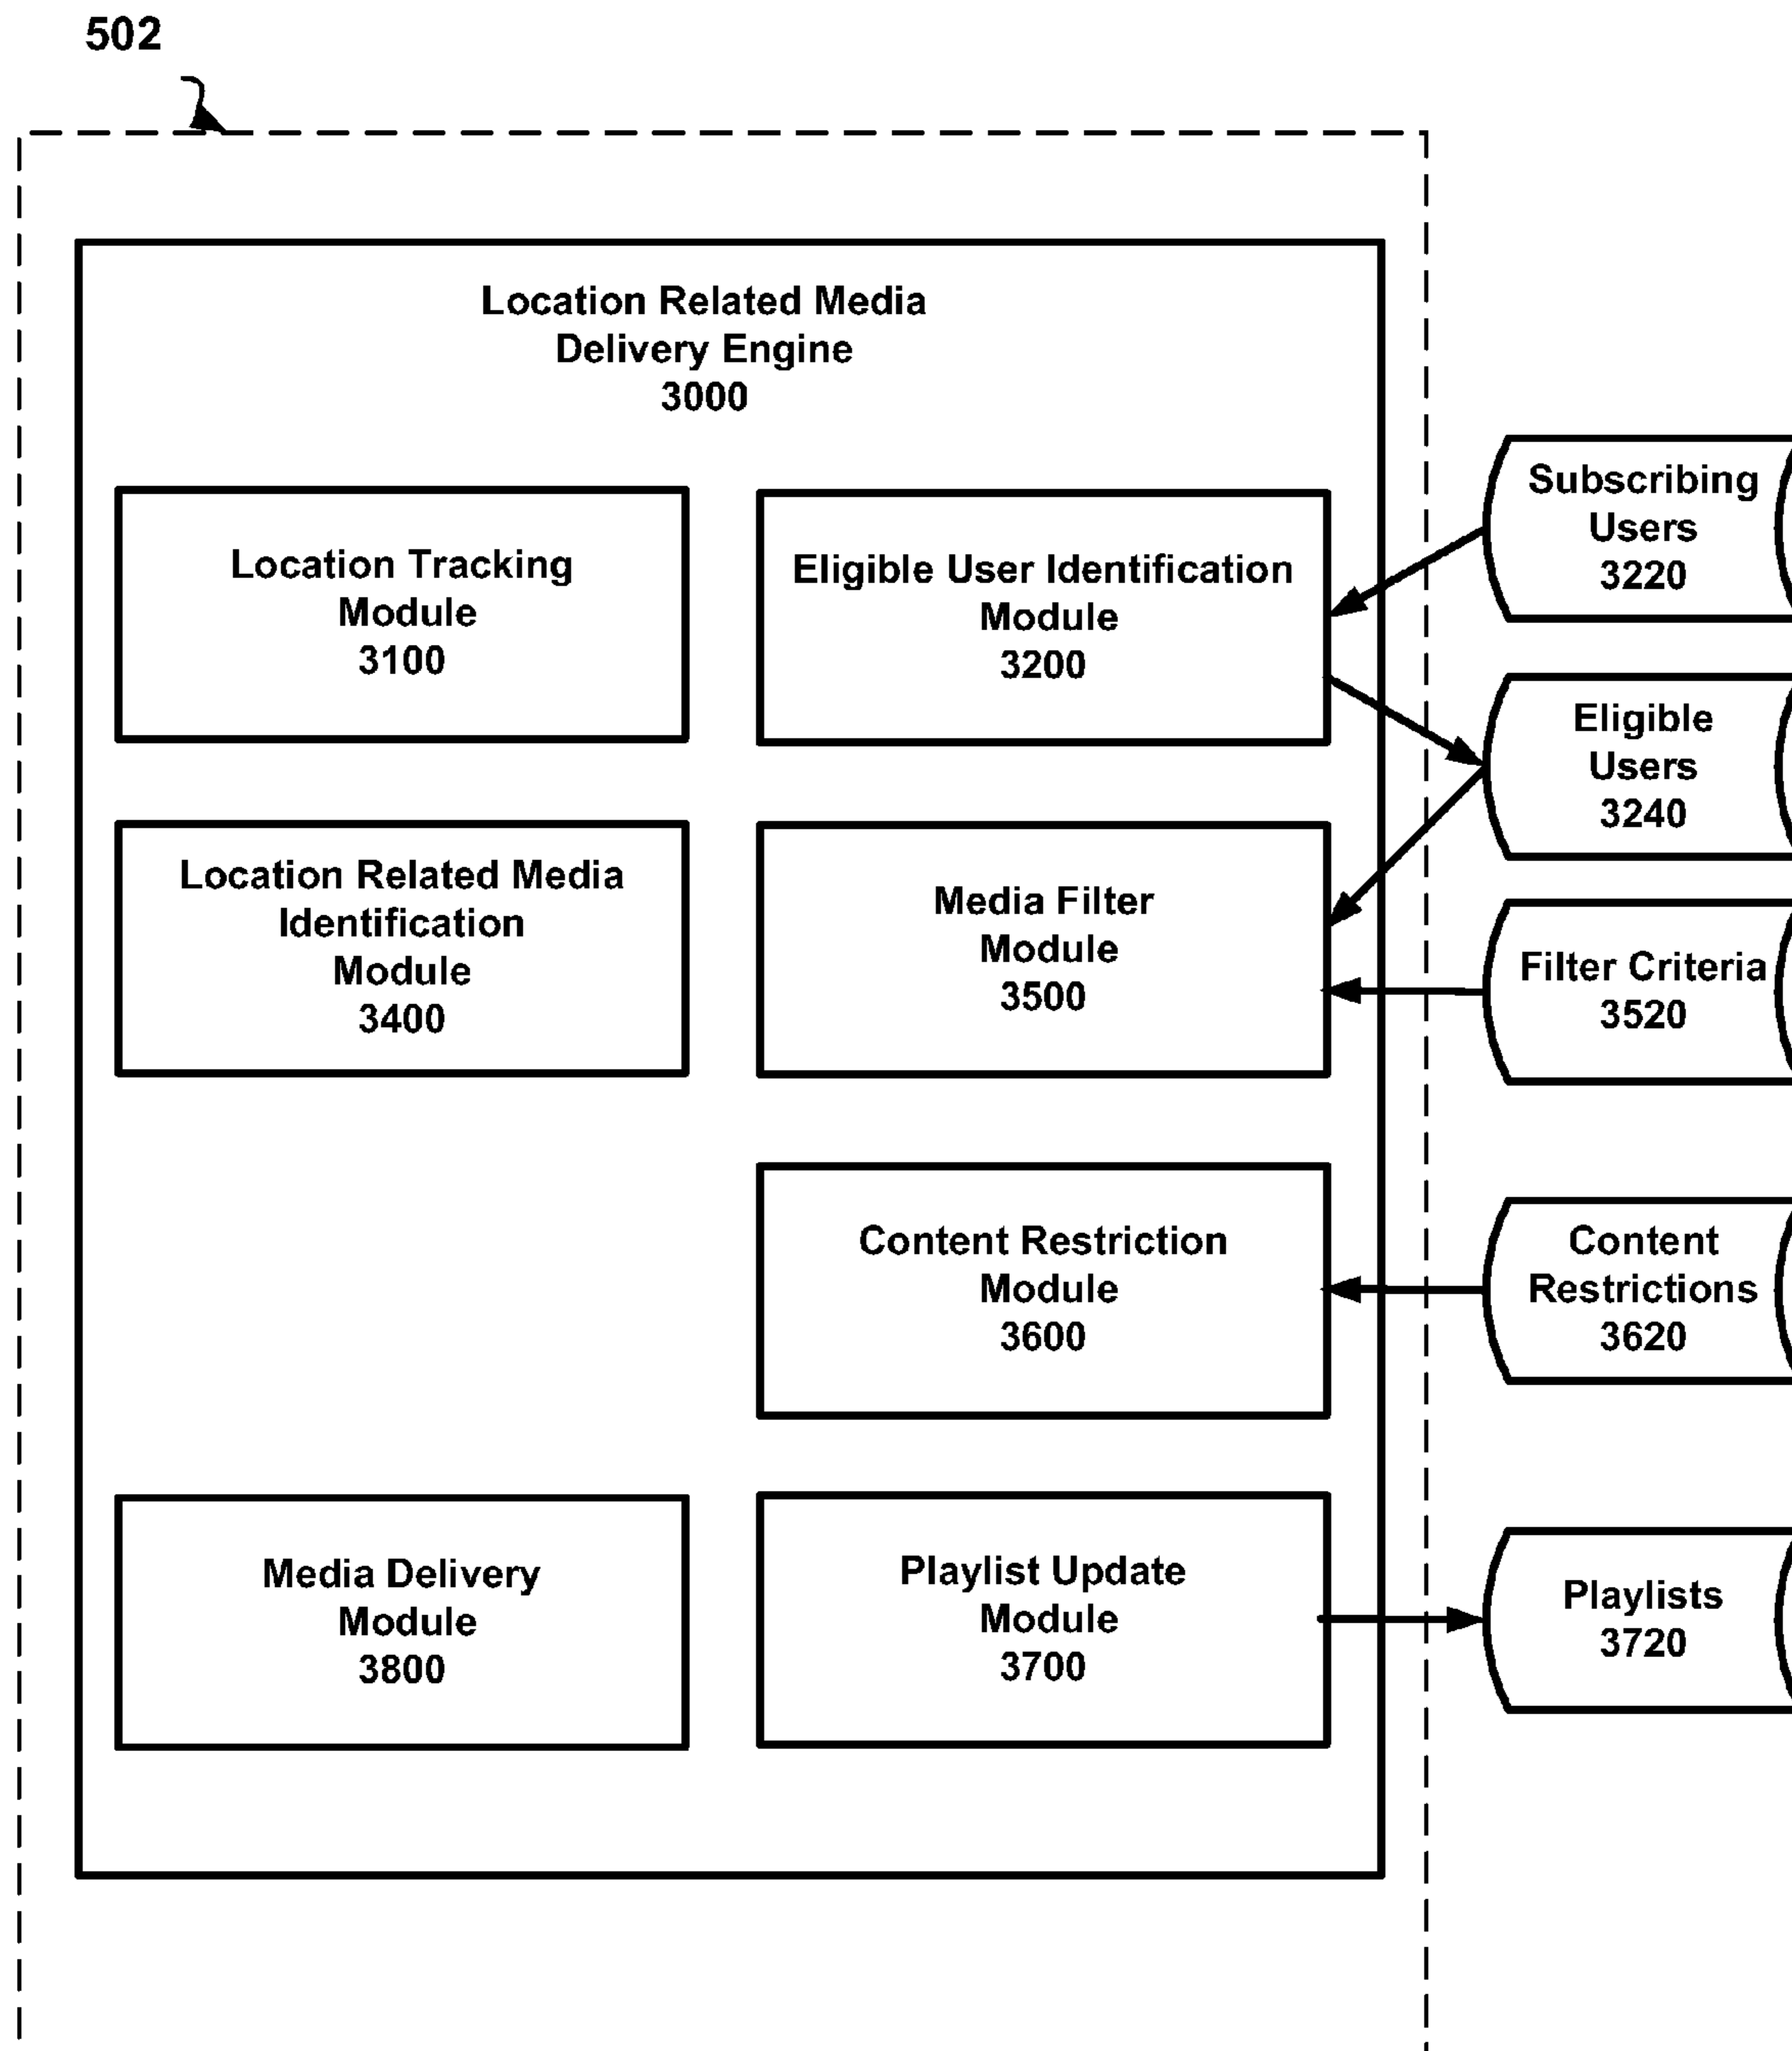 502
Location Related Media
Delivery Engine
3000
Location Tracking
Module
3100
Eligible User Identification
Module
3200
Subscribing
Users
3220
Eligible
Users
3240
Location Related Media
Identification
Module
3400
Media Filter
Module
3500
Filter Criteria
3520
Content Restriction
Module
3600
Content
Restrictions
3620
Media Delivery
Module
3800
Playlist Update
Module
3700
Playlists
3720